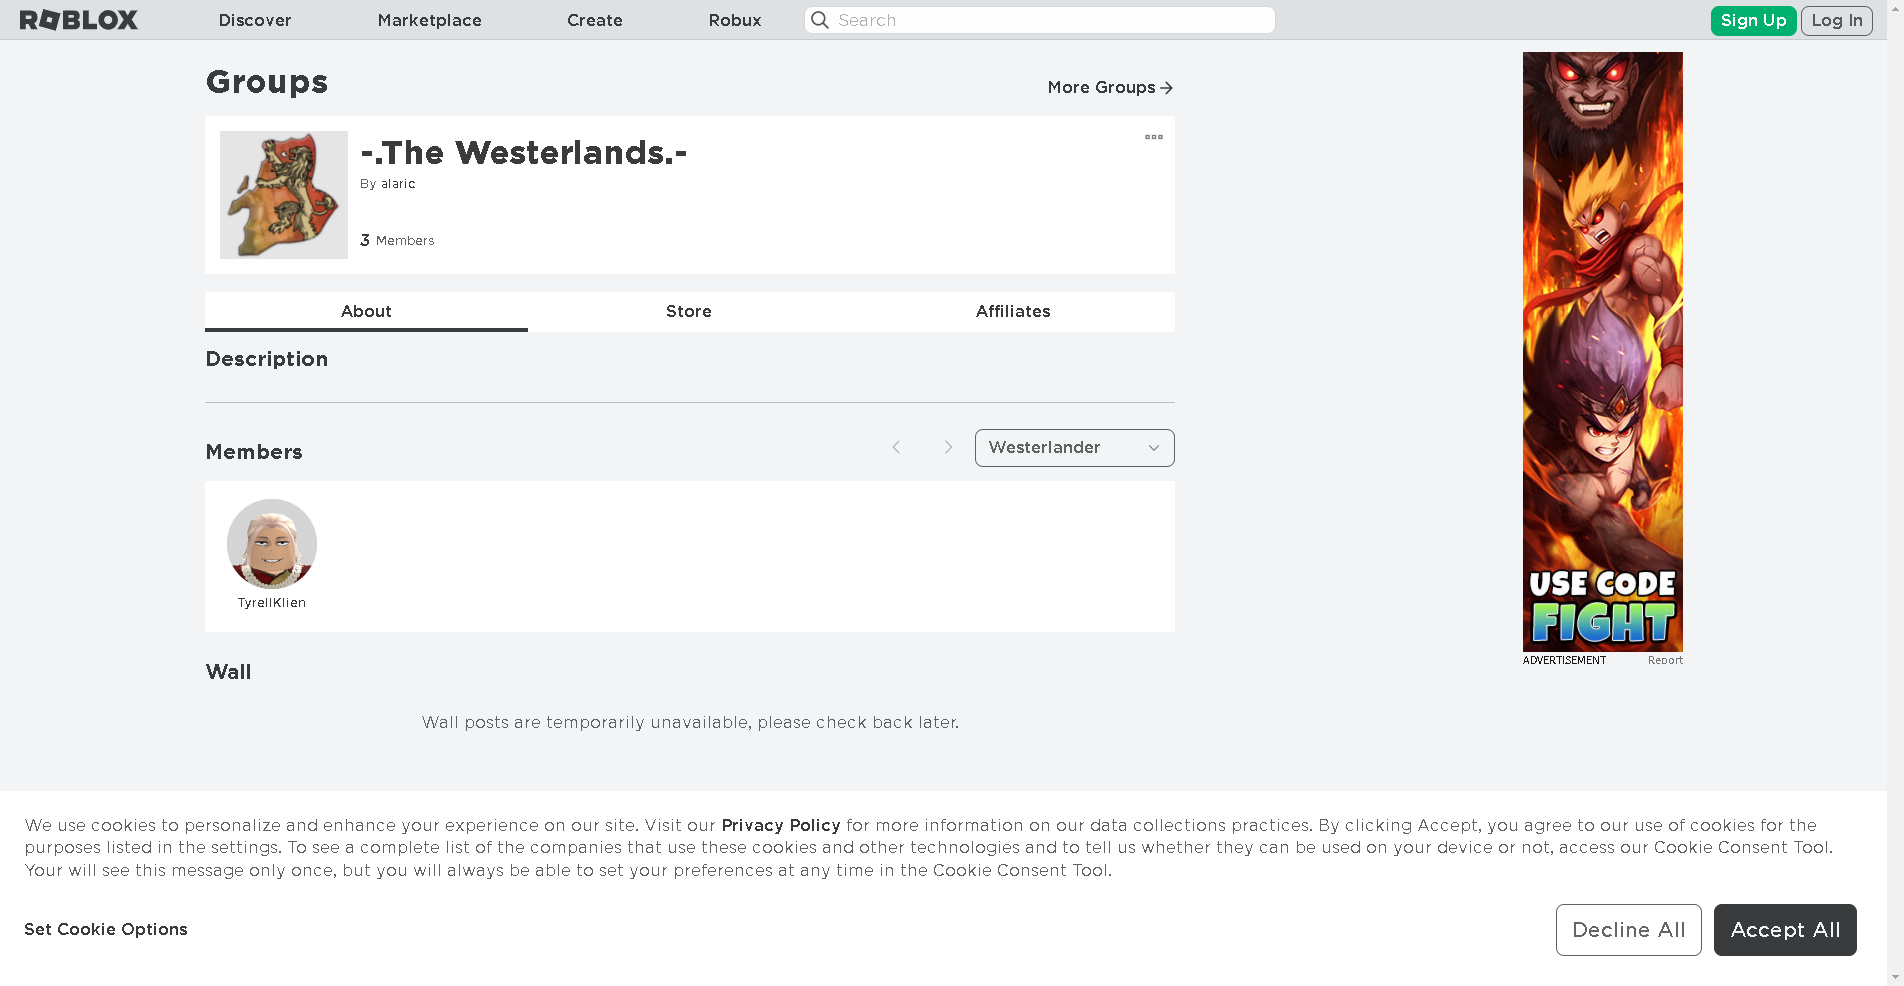 ROBLOX
Discover
Marketplace
Create
Robux
Search
Sign Up
Log In
Groups
More Groups
-.The Westerlands.-
By alaric
3 Members
About
Store
Affiliates
Description
Members
Westerlander
TyrellKlien
Wall
Wall posts are temporarily unavailable, please check back later.
USE CODE
FIGHT
ADVERTISEMENT
Report
We use cookies to personalize and enhance your experience on our site. Visit our Privacy Policy for more information on our data collections practices. By clicking Accept, you agree to our use of cookies for the
purposes listed in the settings. To see a complete list of the companies that use these cookies and other technologies and to tell us whether they can be used on your device or not, access our Cookie Consent Tool.
Your will see this message only once, but you will always be able to set your preferences at any time in the Cookie Consent Tool.
Set Cookie Options
Decline All
Accept All